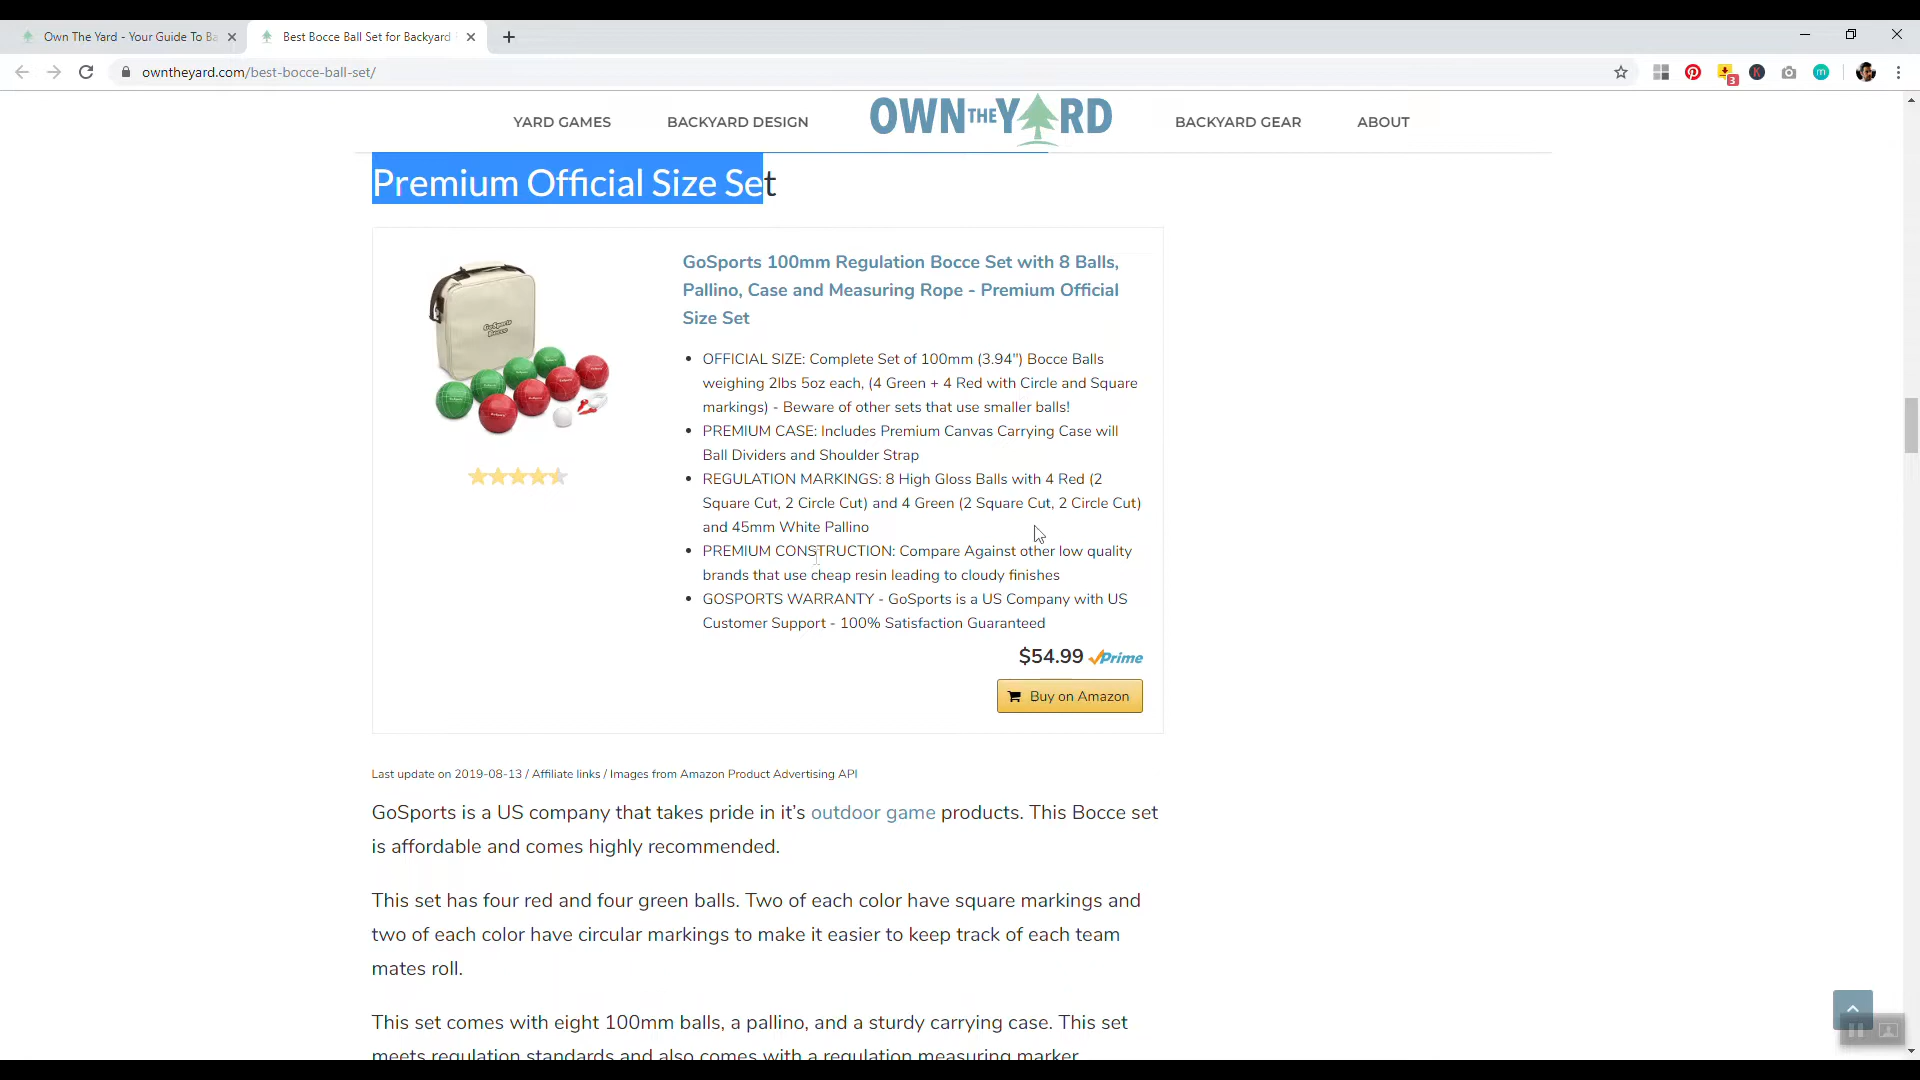 Own The Yard - Your Guide To Ba
Best Bocce Ball Set for Backyard
owntheyard.com/best-bocce-ball-set/
3
K
m
YARD GAMES
BACKYARD DESIGN
OWN THE YARD
BACKYARD GEAR
ABOUT
Premium Official Size Set
GoSports Bocce
GoSports 100mm Regulation Bocce Set with 8 Balls,
Pallino, Case and Measuring Rope - Premium Official
Size Set
OFFICIAL SIZE: Complete Set of 100mm (3.94") Bocce Balls
weighing 2lbs 5oz each, (4 Green + 4 Red with Circle and Square
markings) - Beware of other sets that use smaller balls!
PREMIUM CASE: Includes Premium Canvas Carrying Case will
Ball Dividers and Shoulder Strap
REGULATION MARKINGS: 8 High Gloss Balls with 4 Red (2
Square Cut, 2 Circle Cut) and 4 Green (2 Square Cut, 2 Circle Cut)
and 45mm White Pallino
PREMIUM CONSTRUCTION: Compare Against other low quality
brands that use cheap resin leading to cloudy finishes
GOSPORTS WARRANTY - GoSports is a US Company with US
Customer Support - 100% Satisfaction Guaranteed
$54.99 Prime
Buy on Amazon
Last update on 2019-08-13 / Affiliate links / Images from Amazon Product Advertising API
GoSports is a US company that takes pride in it’s outdoor game products. This Bocce set
is affordable and comes highly recommended.
This set has four red and four green balls. Two of each color have square markings and
two of each color have circular markings to make it easier to keep track of each team
mates roll.
This set comes with eight 100mm balls, a pallino, and a sturdy carrying case. This set
meets regulation standards and also comes with a regulation measuring marker